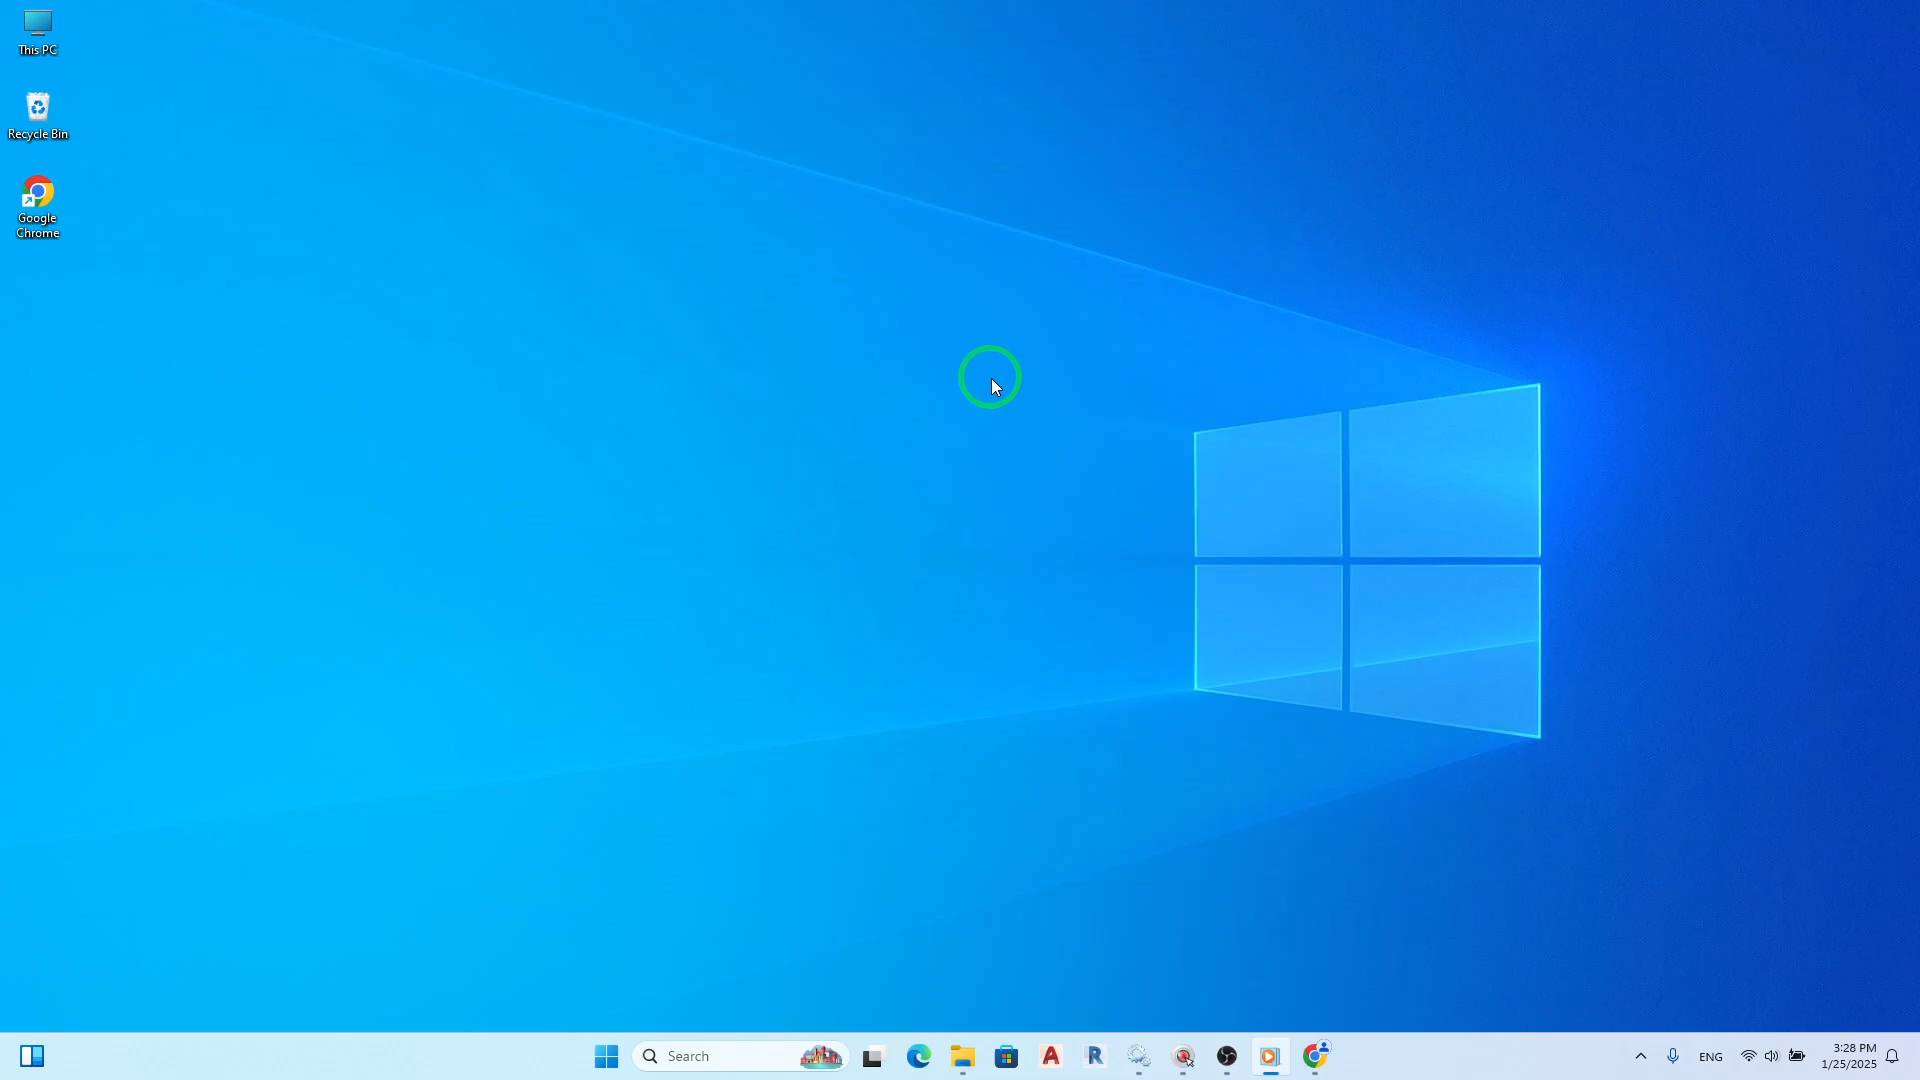 This PC
Recycle Bin
Google
Chrome
Search
A
R
ENG
3:28 PM
1/25/2025